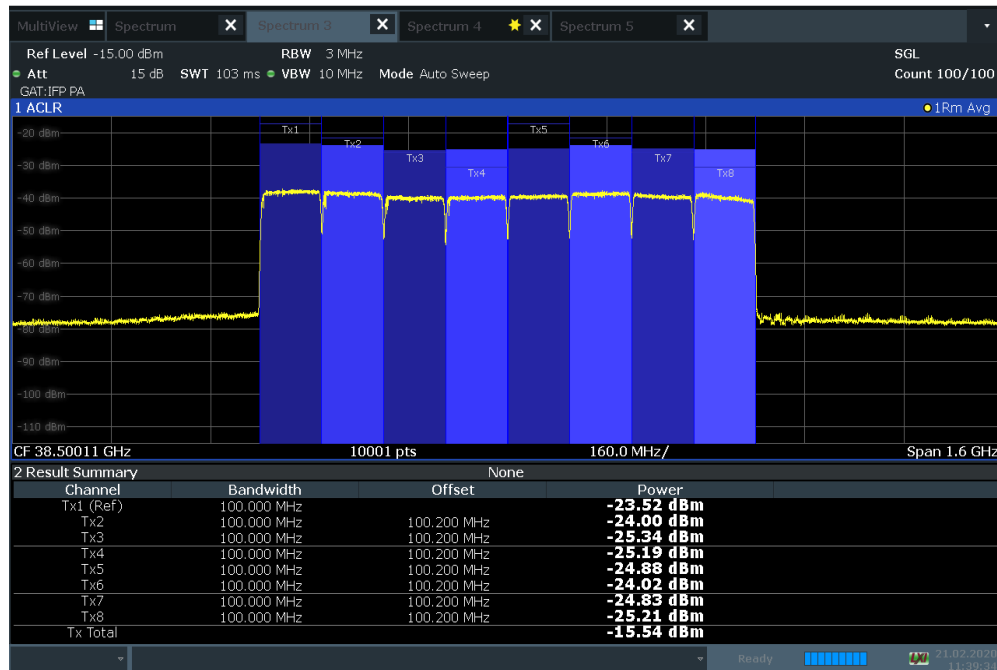 MultiView Spectrum X Spectrum 3 X Spectrum 4 X Spectrum 5 X
Ref Level -15.00 dBm RBW 3 MHz SGL
Att 15 dB SWT 103 ms VBW 10 MHz Mode Auto Sweep Count 100/100
GAT:IFP PA
1 ACLR 1Rm Avg
-20 dBm
Tx1 Tx5
Tx2 Tx6
Tx3 Tx7
-30 dBm
Tx4 Tx8
-40 dBm
-50 dBm
-60 dBm
-70 dBm
-80 dBm
-90 dBm
-100 dBm
-110 dBm
CF 38.50011 GHz 10001 pts 160.0 MHz/ Span 1.6 GHz
2 Result Summary None
Channel Bandwidth Offset Power
Tx1 (Ref) 100.000 MHz -23.52 dBm
Tx2 100.000 MHz 100.200 MHz -24.00 dBm
Tx3 100.000 MHz 100.200 MHz -25.34 dBm
Tx4 100.000 MHz 100.200 MHz -25.19 dBm
Tx5 100.000 MHz 100.200 MHz -24.88 dBm
Tx6 100.000 MHz 100.200 MHz -24.02 dBm
Tx7 100.000 MHz 100.200 MHz -24.83 dBm
Tx8 100.000 MHz 100.200 MHz -25.21 dBm
Tx Total -15.54 dBm
Ready LXI 21.02.2020